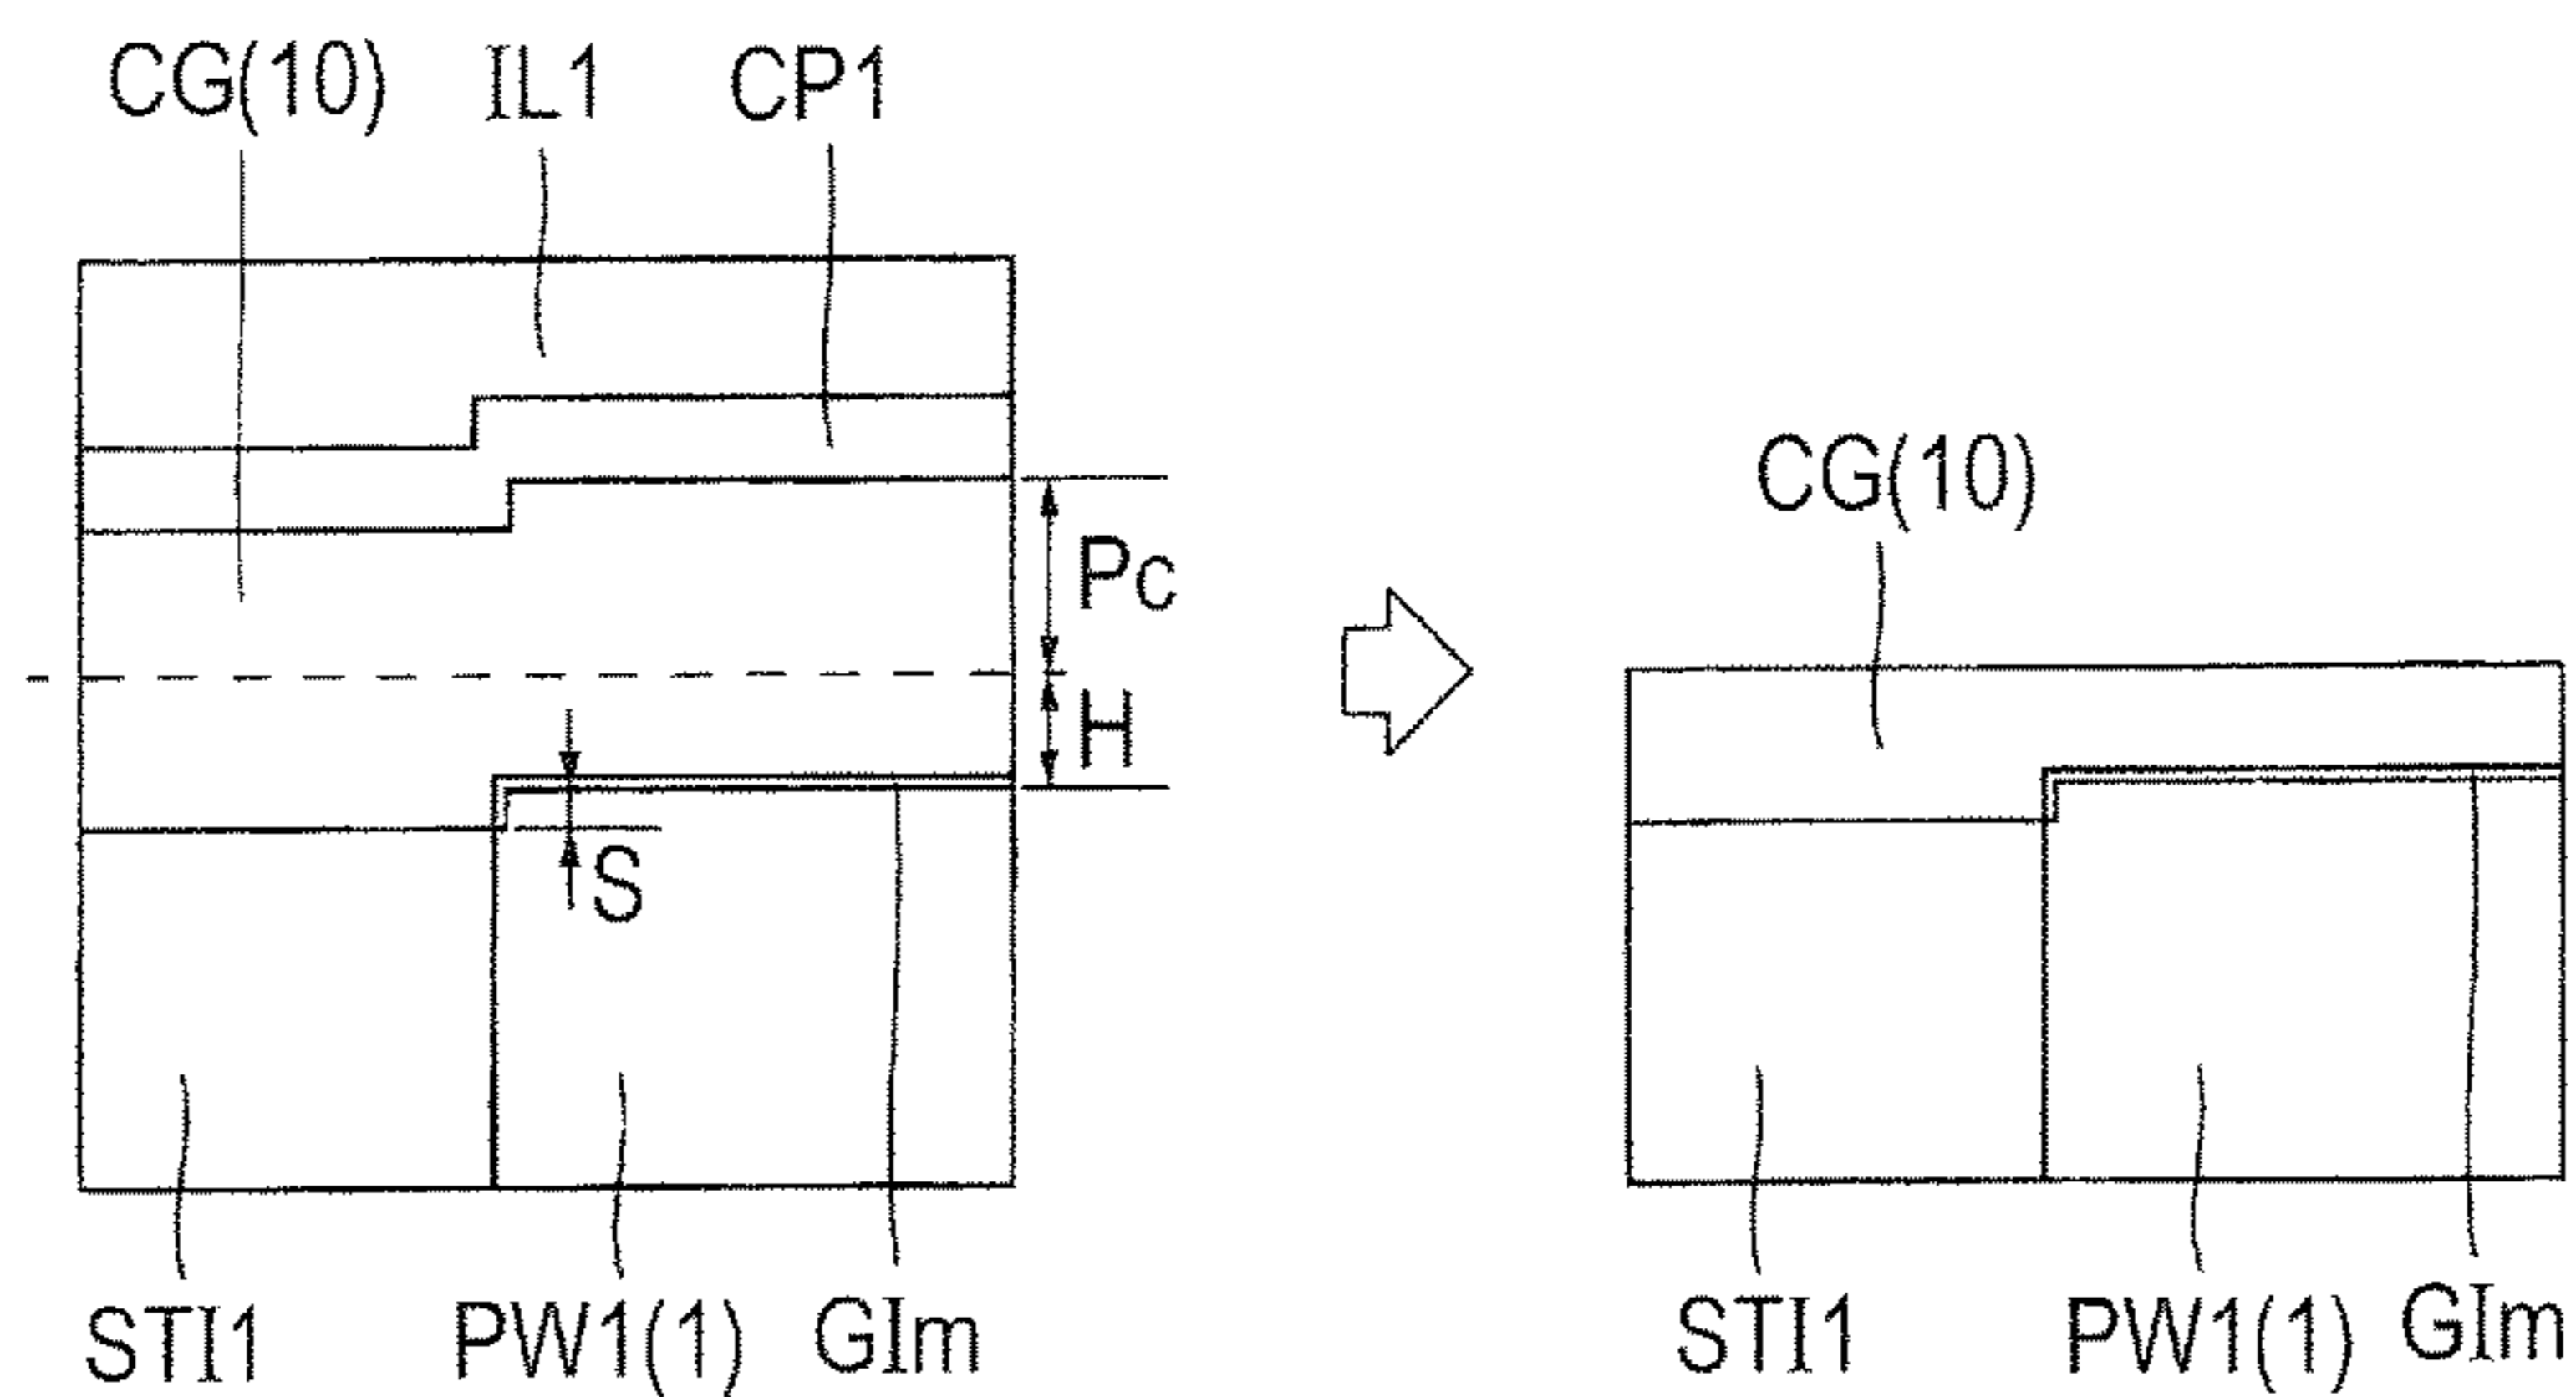 CG(10) IL1 CP1
CG(10)
PC
H
S
STI1 PW1(1) GIm
STI1 PW1(1) GIm